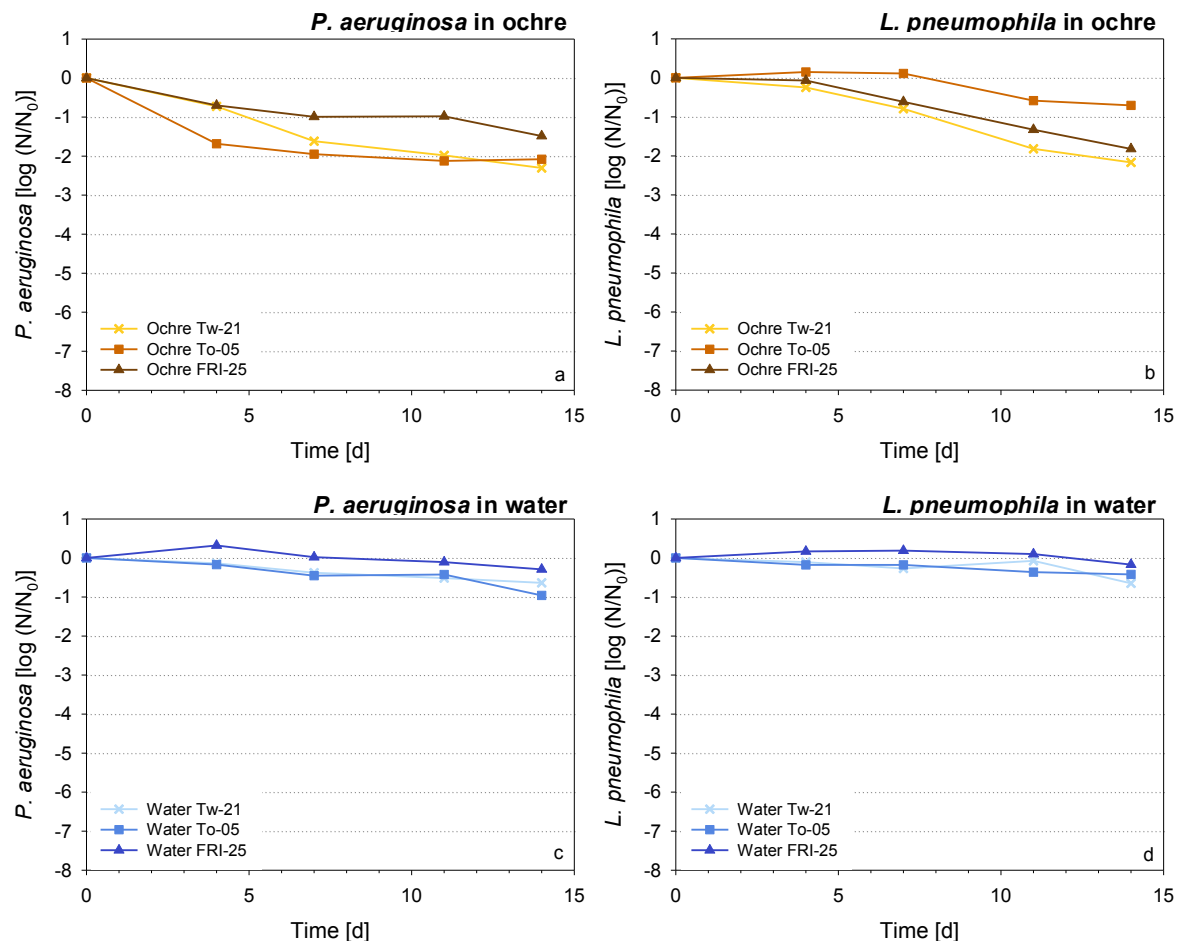 P. aeruginosa in ochre
1
0
-1
-2
-3
-4
-5
-6
-7
-8
P. aeruginosa [log (N/N₀)]
Ochre Tw-21
Ochre To-05
Ochre FRI-25
a
0 5 10 15
Time [d]
L. pneumophila in ochre
1
0
-1
-2
-3
-4
-5
-6
-7
-8
L. pneumophila [log (N/N₀)]
Ochre Tw-21
Ochre To-05
Ochre FRI-25
b
0 5 10 15
Time [d]
P. aeruginosa in water
1
0
-1
-2
-3
-4
-5
-6
-7
-8
P. aeruginosa [log (N/N₀)]
Water Tw-21
Water To-05
Water FRI-25
c
0 5 10 15
Time [d]
L. pneumophila in water
1
0
-1
-2
-3
-4
-5
-6
-7
-8
L. pneumophila [log (N/N₀)]
Water Tw-21
Water To-05
Water FRI-25
d
0 5 10 15
Time [d]